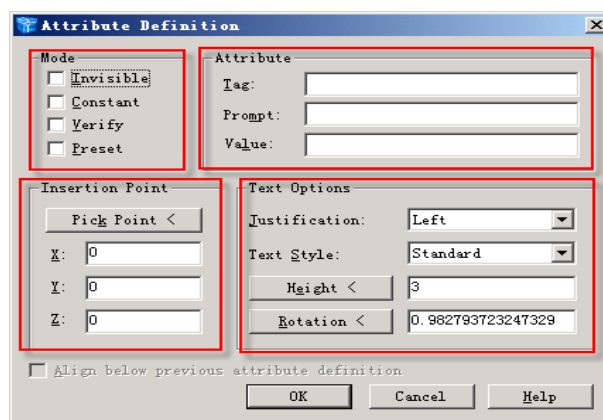 Attribute Definition
Mode
Invisible
Constant
Verify
Preset
Attribute
Tag:
Prompt:
Value:
Insertion Point
Pick Point <
X: 0
Y: 0
Z: 0
Text Options
Justification: Left
Text Style: Standard
Height < 3
Rotation < 0.982793723247329
Align below previous attribute definition
OK Cancel Help